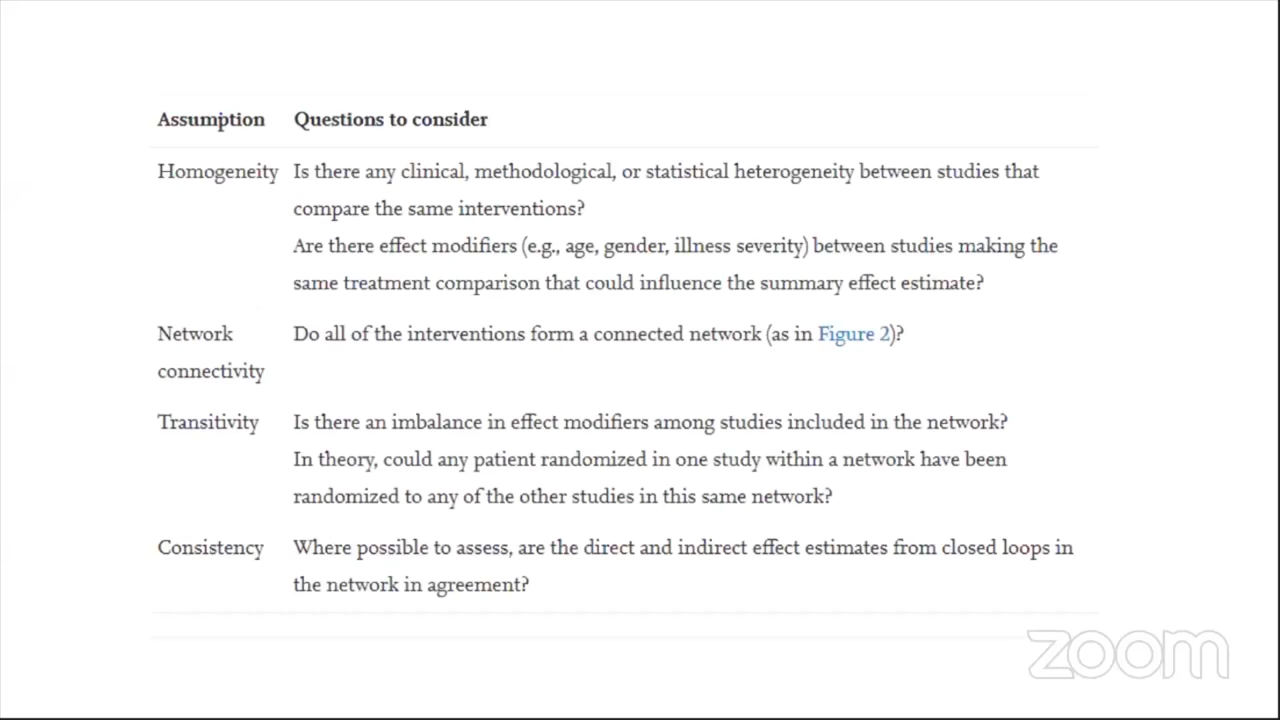 Assumption Questions to consider
Homogeneity Is there any clinical, methodological, or statistical heterogeneity between studies that
compare the same interventions?
Are there effect modifiers (e.g., age, gender, illness severity) between studies making the
same treatment comparison that could influence the summary effect estimate?
Network Do all of the interventions form a connected network (as in Figure 2)?
connectivity
Transitivity Is there an imbalance in effect modifiers among studies included in the network?
In theory, could any patient randomized in one study within a network have been
randomized to any of the other studies in this same network?
Consistency Where possible to assess, are the direct and indirect effect estimates from closed loops in
the network in agreement?
zoom